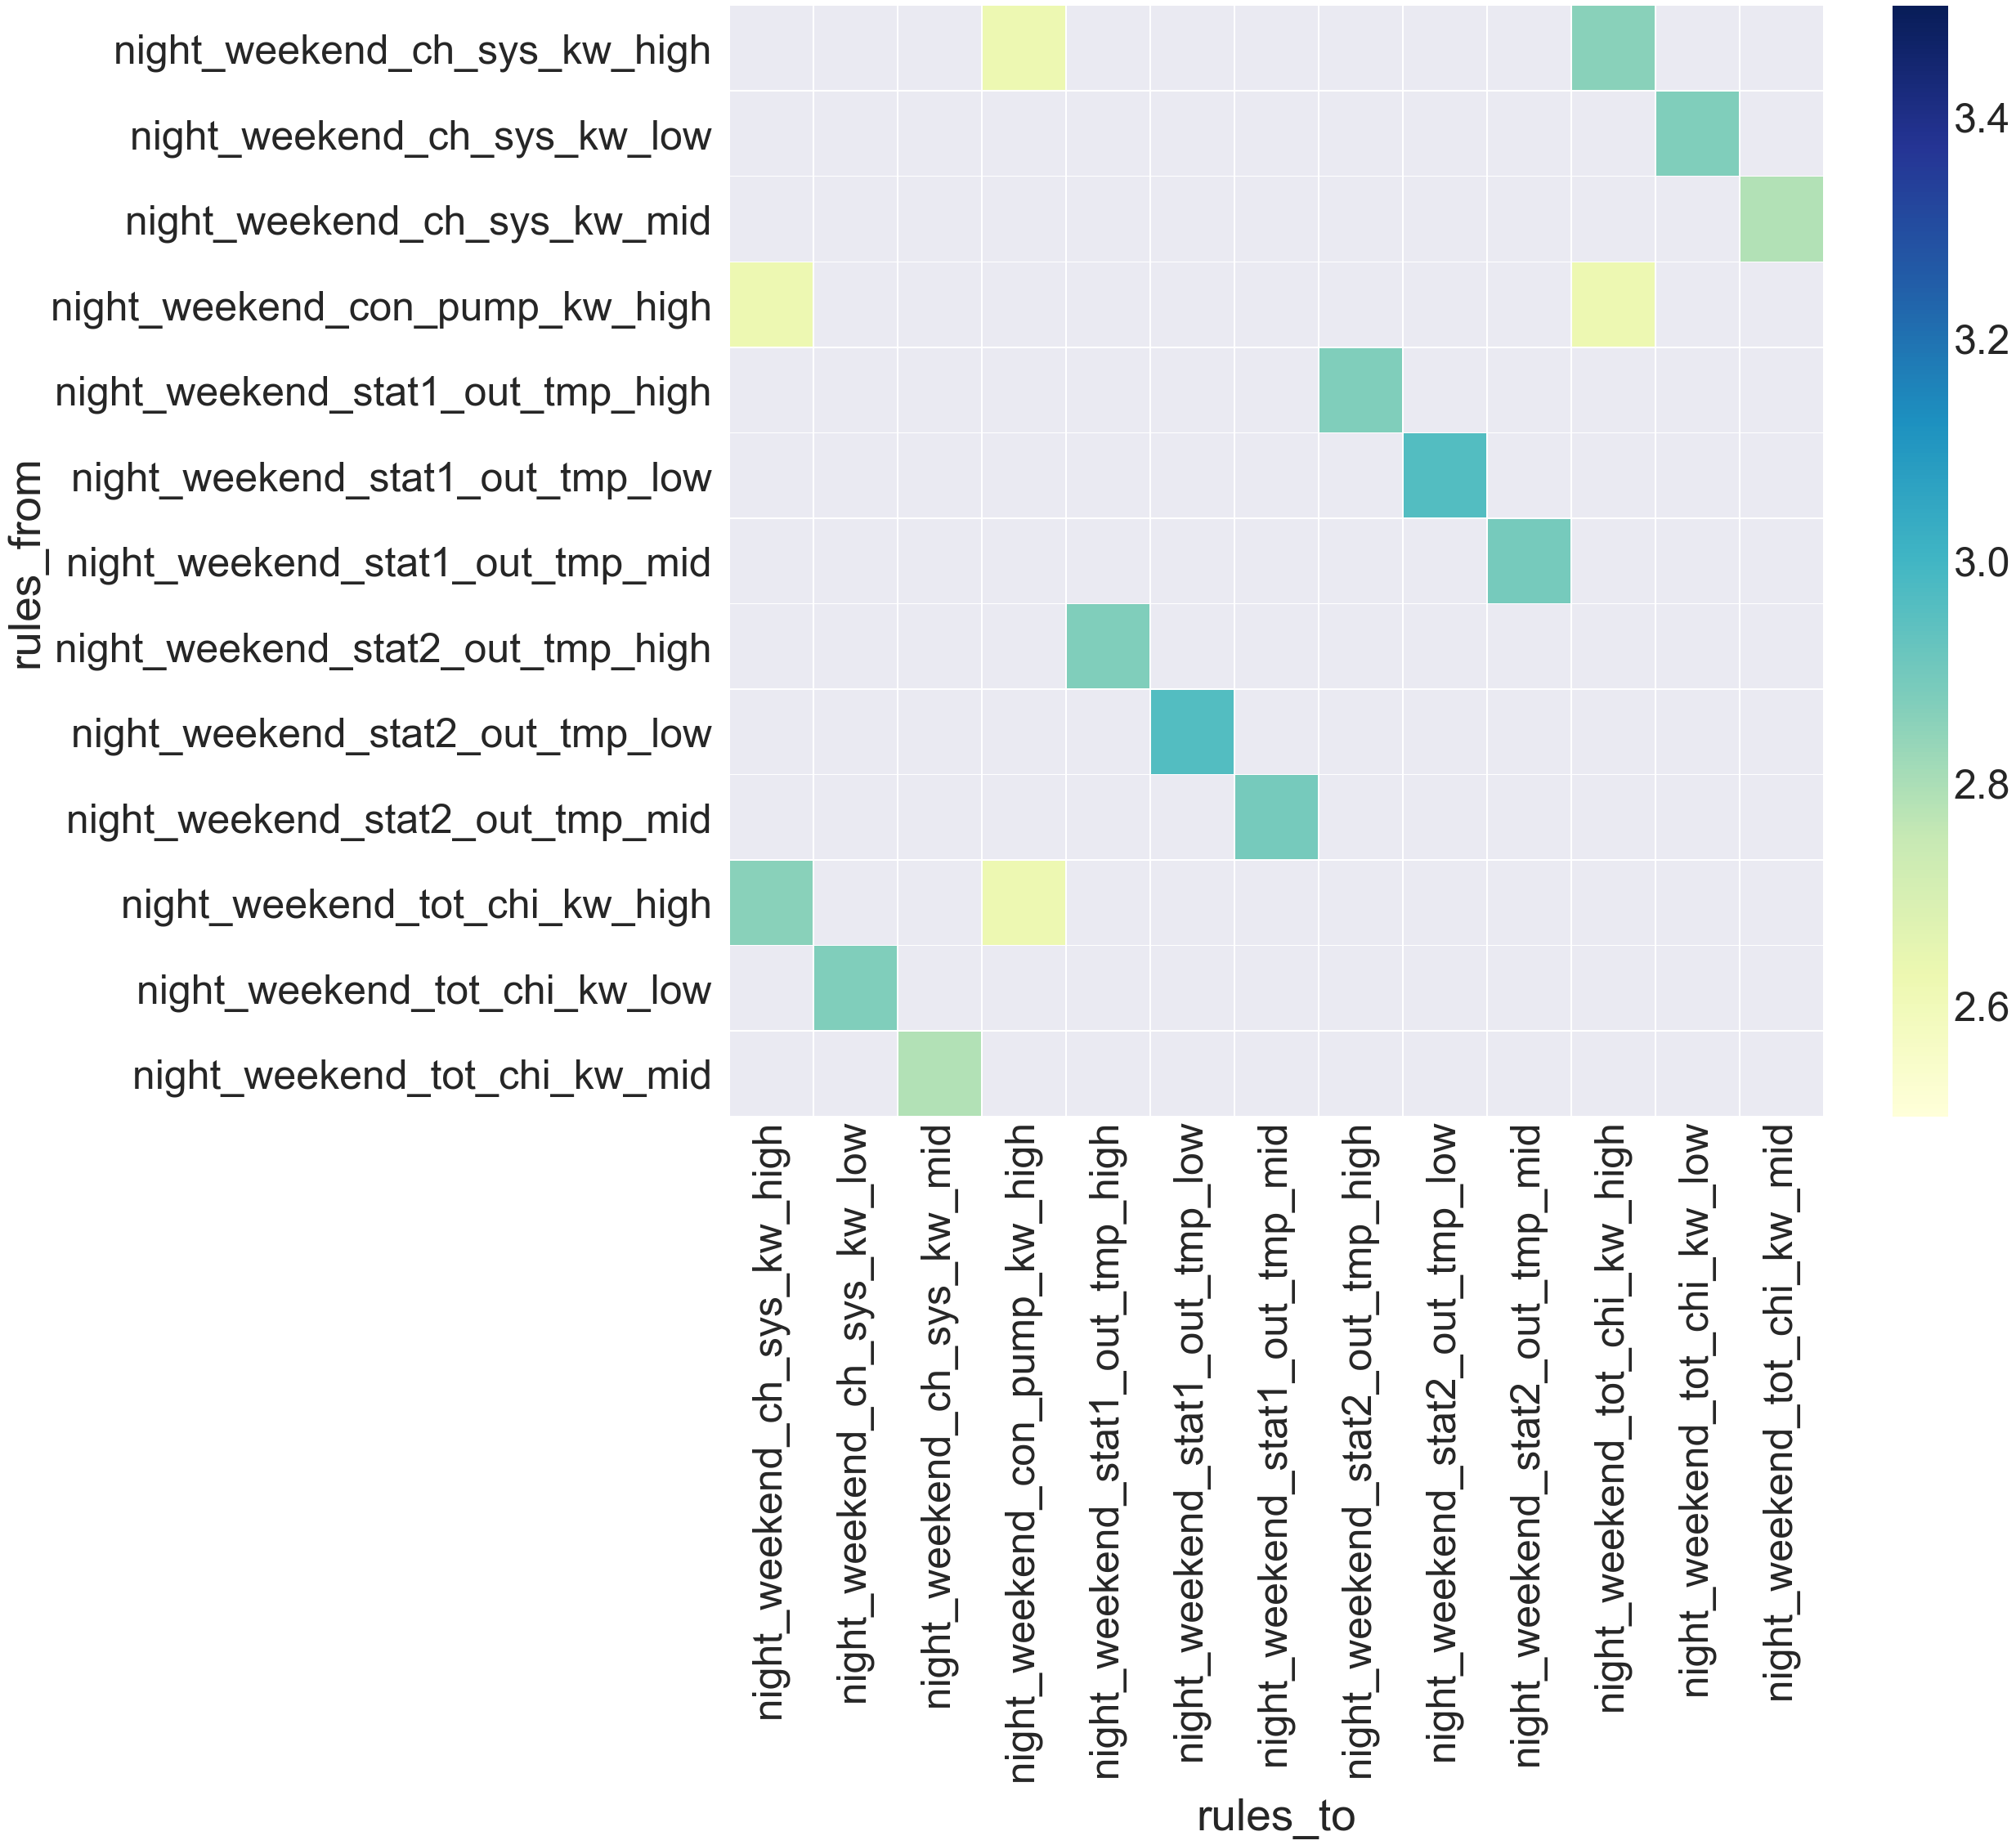 night_weekend_ch_sys_kw_high
night_weekend_ch_sys_kw_low
night_weekend_ch_sys_kw_mid
night_weekend_con_pump_kw_high
night_weekend_stat1_out_tmp_high
night_weekend_stat1_out_tmp_low
night_weekend_stat1_out_tmp_mid
night_weekend_stat2_out_tmp_high
night_weekend_stat2_out_tmp_low
night_weekend_stat2_out_tmp_mid
night_weekend_tot_chi_kw_high
night_weekend_tot_chi_kw_low
night_weekend_tot_chi_kw_mid
rules_from
night_weekend_ch_sys_kw_high
night_weekend_ch_sys_kw_low
night_weekend_ch_sys_kw_mid
night_weekend_con_pump_kw_high
night_weekend_stat1_out_tmp_high
night_weekend_stat1_out_tmp_low
night_weekend_stat1_out_tmp_mid
night_weekend_stat2_out_tmp_high
night_weekend_stat2_out_tmp_low
night_weekend_stat2_out_tmp_mid
night_weekend_tot_chi_kw_high
night_weekend_tot_chi_kw_low
night_weekend_tot_chi_kw_mid
rules_to
3.4
3.2
3.0
2.8
2.6